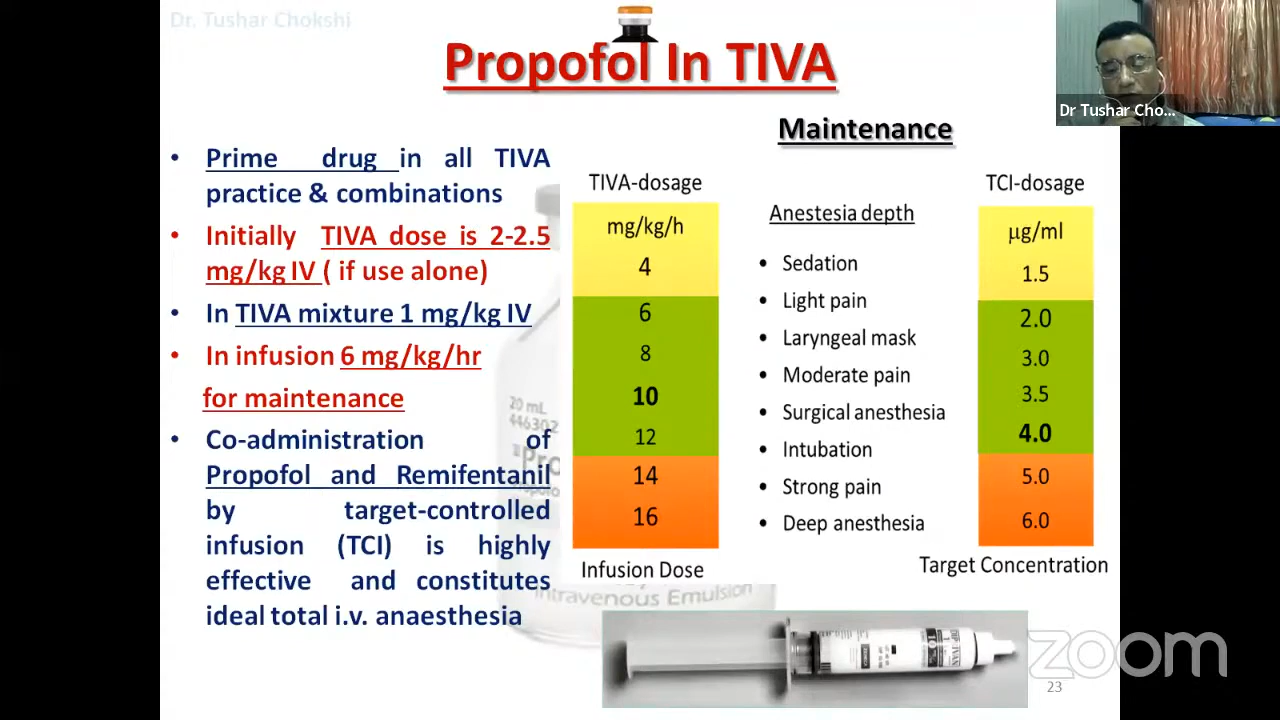 Dr. Tushar Chokshi
Propofol In TIVA
Dr Tushar Cho...
Maintenance
• Prime drug in all TIVA
practice & combinations
• Initially TIVA dose is 2-2.5
mg/kg IV ( if use alone)
• In TIVA mixture 1 mg/kg IV
• In infusion 6 mg/kg/hr
for maintenance
• Co-administration of
Propofol and Remifentanil
by target-controlled
infusion (TCI) is highly
effective and constitutes
ideal total i.v. anaesthesia
TIVA-dosage
mg/kg/h
4
6
8
10
12
14
16
Infusion Dose
Anestesia depth
• Sedation
• Light pain
• Laryngeal mask
• Moderate pain
• Surgical anesthesia
• Intubation
• Strong pain
• Deep anesthesia
TCI-dosage
µg/ml
1.5
2.0
3.0
3.5
4.0
5.0
6.0
Target Concentration
20 mL
446302
Pro
Intravenous Emulsion
zoom
23